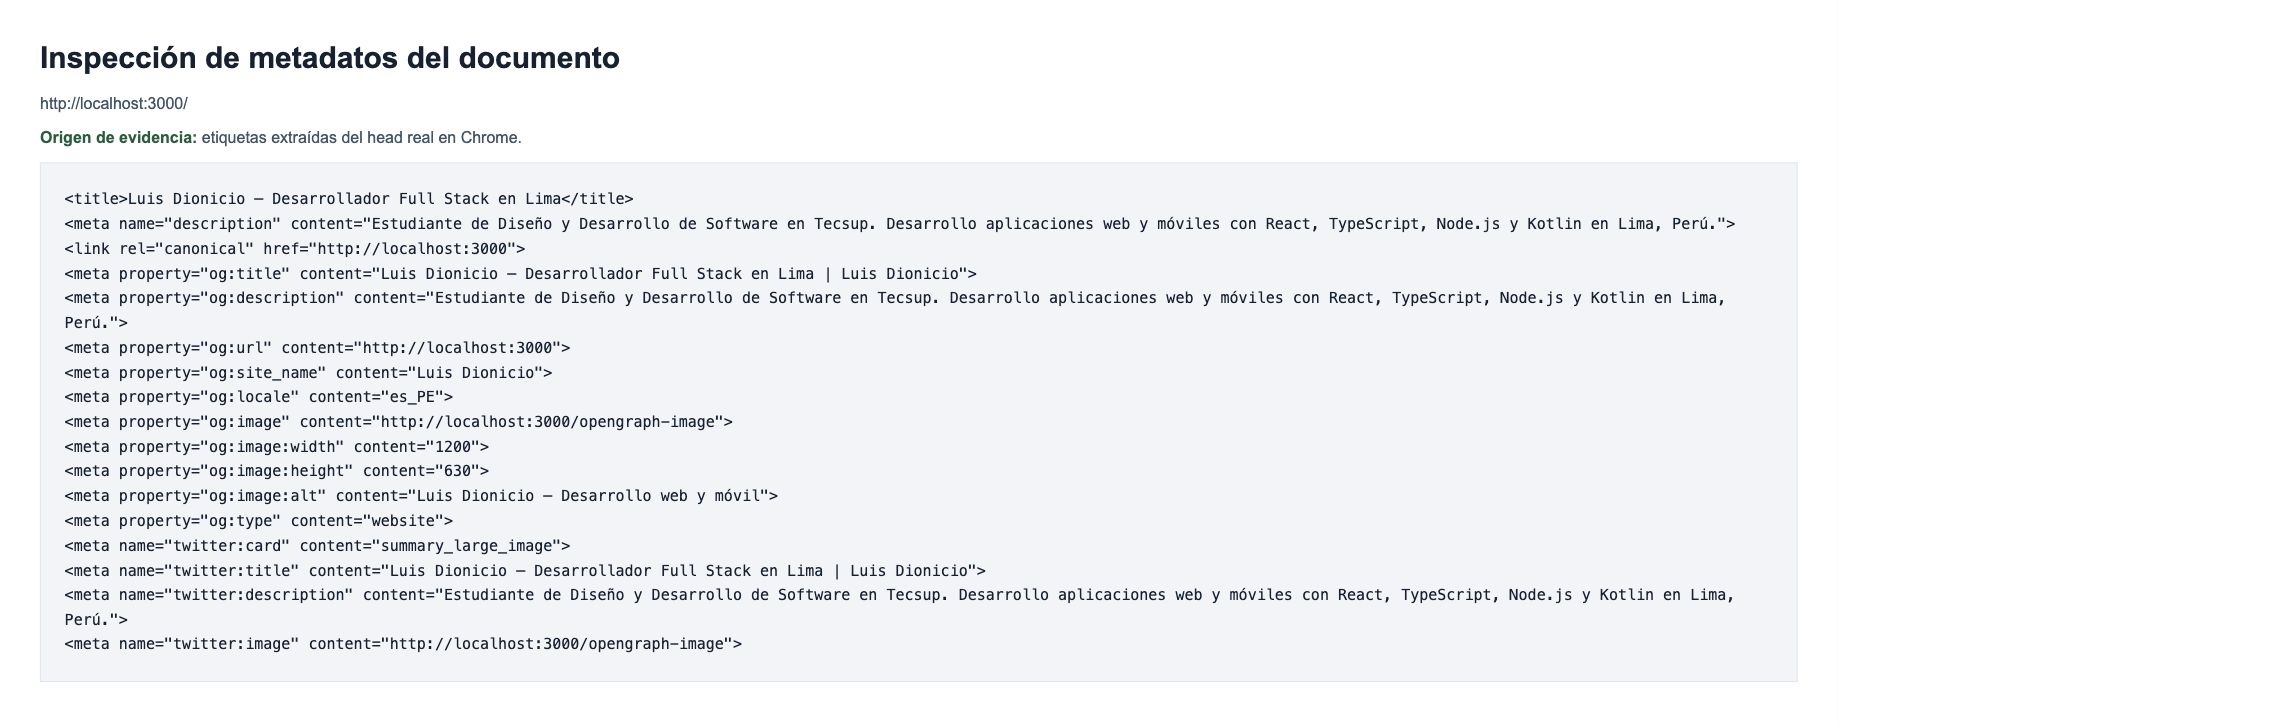 Inspección de metadatos del documento
http://localhost:3000/
Origen de evidencia: etiquetas extraídas del head real en Chrome.
<title>Luis Dionicio — Desarrollador Full Stack en Lima</title>
<meta name="description" content="Estudiante de Diseño y Desarrollo de Software en Tecsup. Desarrollo aplicaciones web y móviles con React, TypeScript, Node.js y Kotlin en Lima, Perú.">
<link rel="canonical" href="http://localhost:3000">
<meta property="og:title" content="Luis Dionicio — Desarrollador Full Stack en Lima | Luis Dionicio">
<meta property="og:description" content="Estudiante de Diseño y Desarrollo de Software en Tecsup. Desarrollo aplicaciones web y móviles con React, TypeScript, Node.js y Kotlin en Lima,
Perú.">
<meta property="og:url" content="http://localhost:3000">
<meta property="og:site_name" content="Luis Dionicio">
<meta property="og:locale" content="es_PE">
<meta property="og:image" content="http://localhost:3000/opengraph-image">
<meta property="og:image:width" content="1200">
<meta property="og:image:height" content="630">
<meta property="og:image:alt" content="Luis Dionicio — Desarrollo web y móvil">
<meta property="og:type" content="website">
<meta name="twitter:card" content="summary_large_image">
<meta name="twitter:title" content="Luis Dionicio — Desarrollador Full Stack en Lima | Luis Dionicio">
<meta name="twitter:description" content="Estudiante de Diseño y Desarrollo de Software en Tecsup. Desarrollo aplicaciones web y móviles con React, TypeScript, Node.js y Kotlin en Lima,
Perú.">
<meta name="twitter:image" content="http://localhost:3000/opengraph-image">